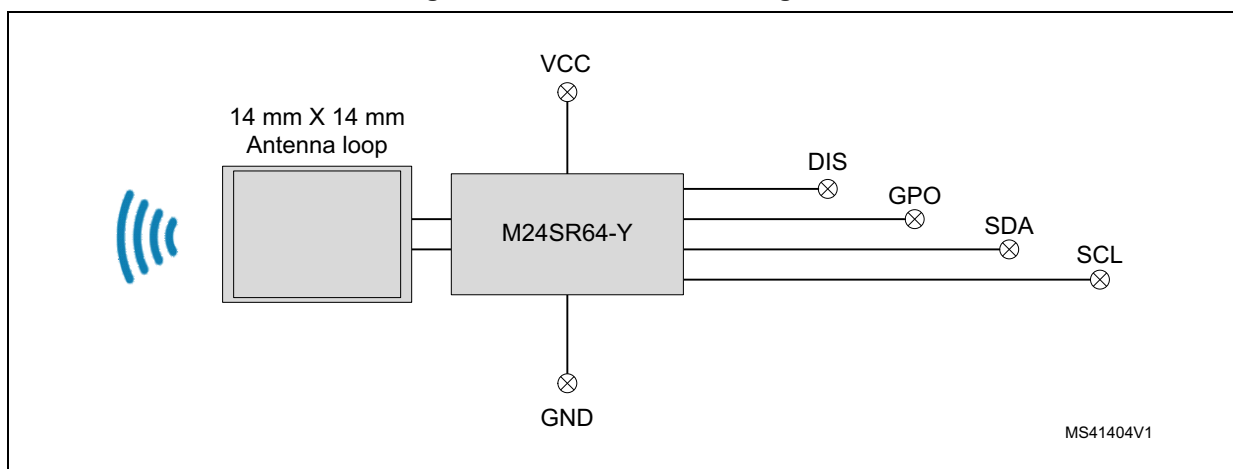 VCC
14 mm X 14 mm
Antenna loop
DIS
GPO
M24SR64-Y
SDA
SCL
GND
MS41404V1